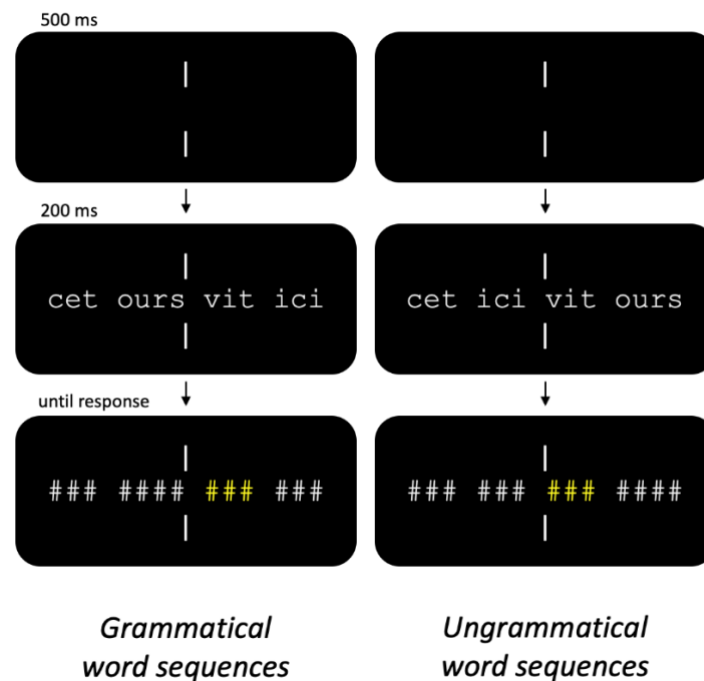 500 ms
200 ms
cet ours vit ici
cet ici vit ours
until response
### #### ### ###
### ### ### ####
Grammatical
word sequences
Ungrammatical
word sequences